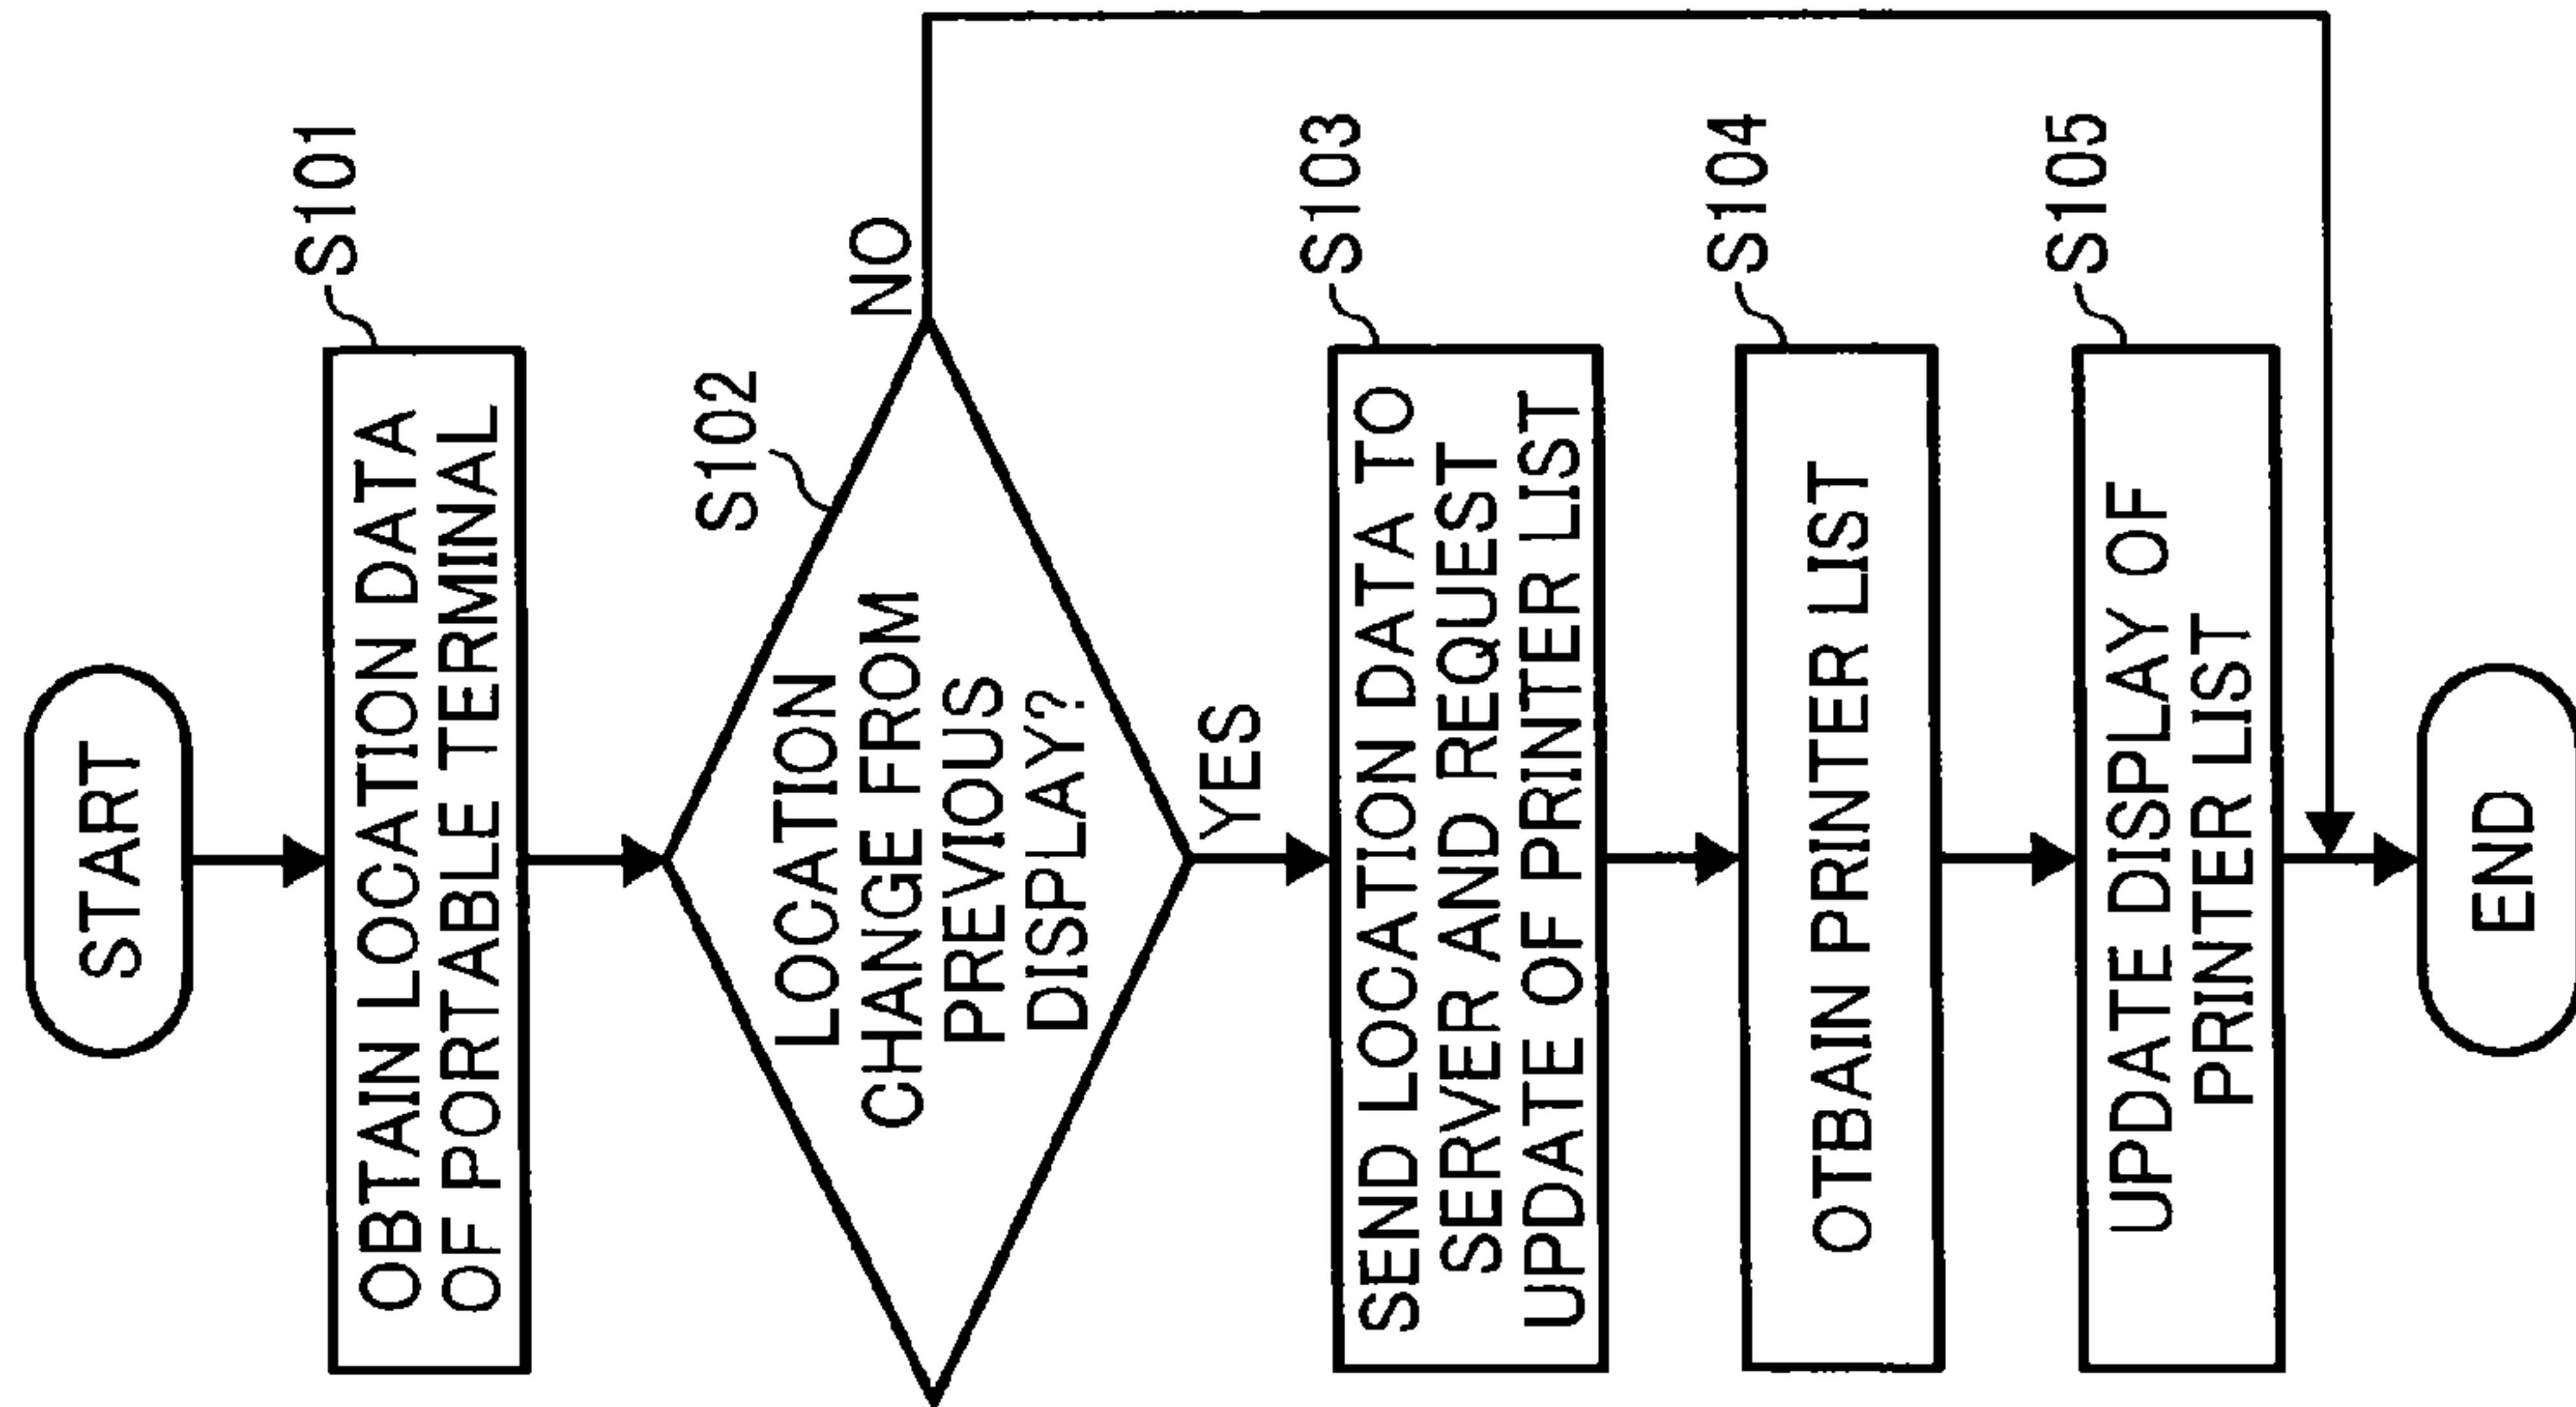 START
S101
OBTAIN LOCATION DATA
OF PORTABLE TERMINAL
S102
LOCATION
CHANGE FROM
PREVIOUS
DISPLAY?
NO
YES
S103
SEND LOCATION DATA TO
SERVER AND REQUEST
UPDATE OF PRINTER LIST
S104
OTBAIN PRINTER LIST
S105
UPDATE DISPLAY OF
PRINTER LIST
END